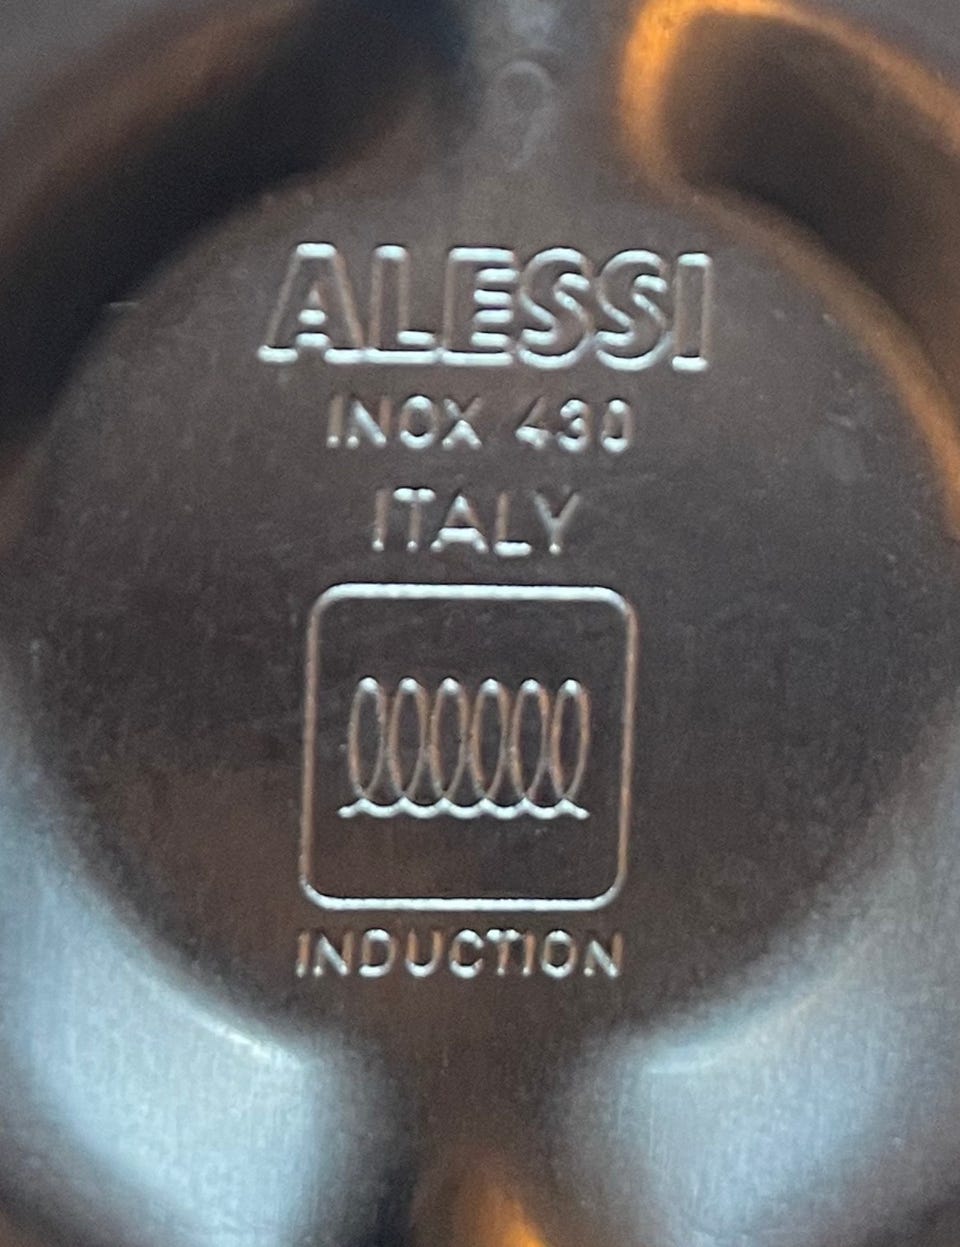 ALESSI
INOX 430
ITALY
INDUCTION